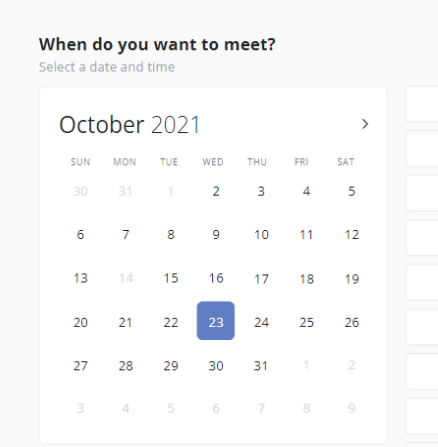 When do you want to meet?
Select a date and time
October 2021 >
SUN MON TUE WED THU FRI SAT
30 31 1 2 3 4 5
6 7 8 9 10 11 12
13 14 15 16 17 18 19
20 21 22 23 24 25 26
27 28 29 30 31 1 2
3 4 5 6 7 8 9